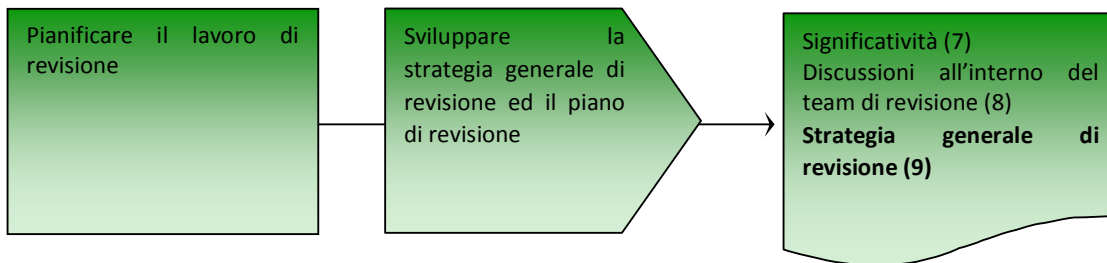 Pianificare il lavoro di
revisione
Sviluppare la
strategia generale di
revisione ed il piano
di revisione
Significatività (7)
Discussioni all’interno del
team di revisione (8)
Strategia generale di
revisione (9)